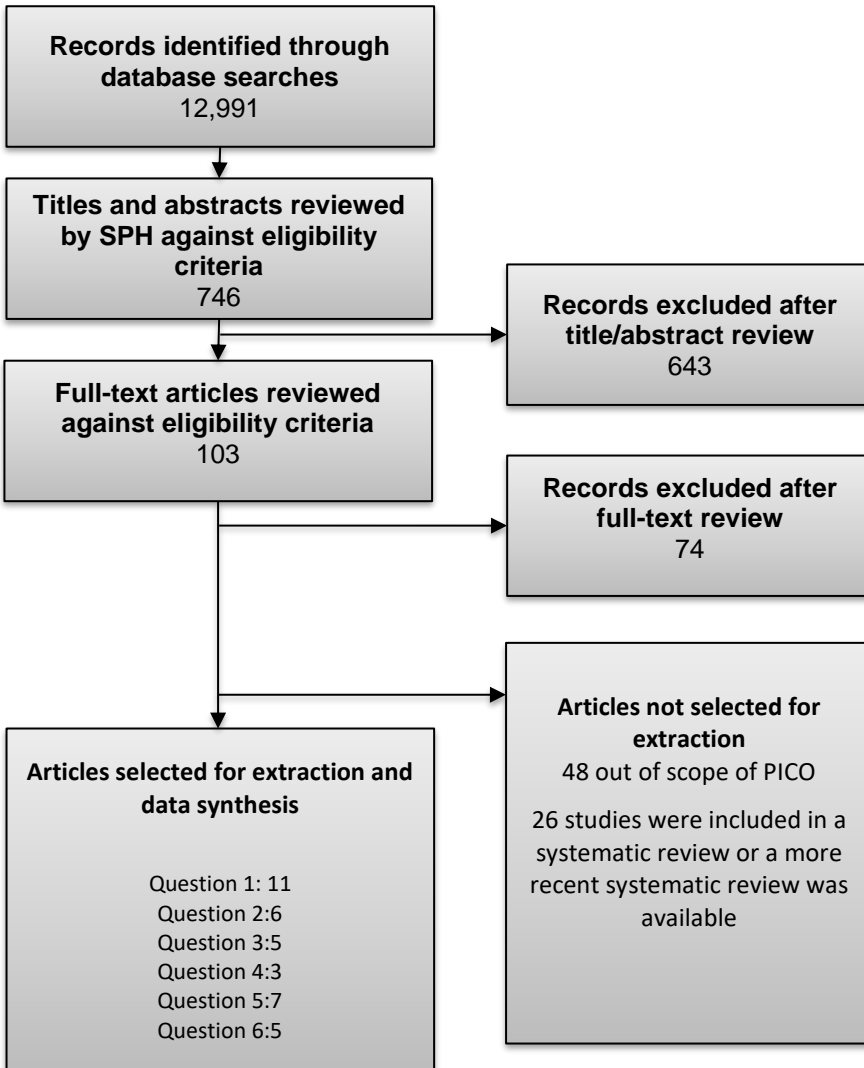 Records identified through
database searches
12,991
Titles and abstracts reviewed
by SPH against eligibility
criteria
746
Records excluded after
title/abstract review
643
Full-text articles reviewed
against eligibility criteria
103
Records excluded after
full-text review
74
Articles not selected for
extraction
48 out of scope of PICO
26 studies were included in a
systematic review or a more
recent systematic review was
available
Articles selected for extraction and
data synthesis
Question 1: 11
Question 2:6
Question 3:5
Question 4:3
Question 5:7
Question 6:5